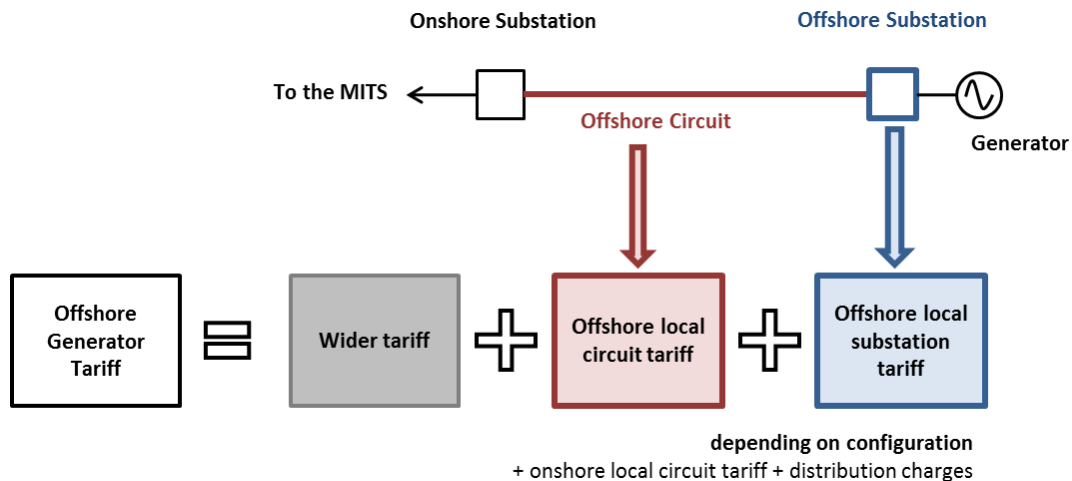 Onshore Substation
Offshore Substation
To the MITS
Offshore Circuit
Generator
Offshore
Generator
Tariff
Wider tariff
Offshore local
circuit tariff
Offshore local
substation
tariff
depending on configuration
+ onshore local circuit tariff + distribution charges